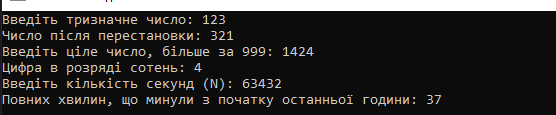 Введіть тризначне число: 123
Число після перестановки: 321
Введіть ціле число, більше за 999: 1424
Цифра в розряді сотень: 4
Введіть кількість секунд (N): 63432
Повних хвилин, що минули з початку останньої години: 37